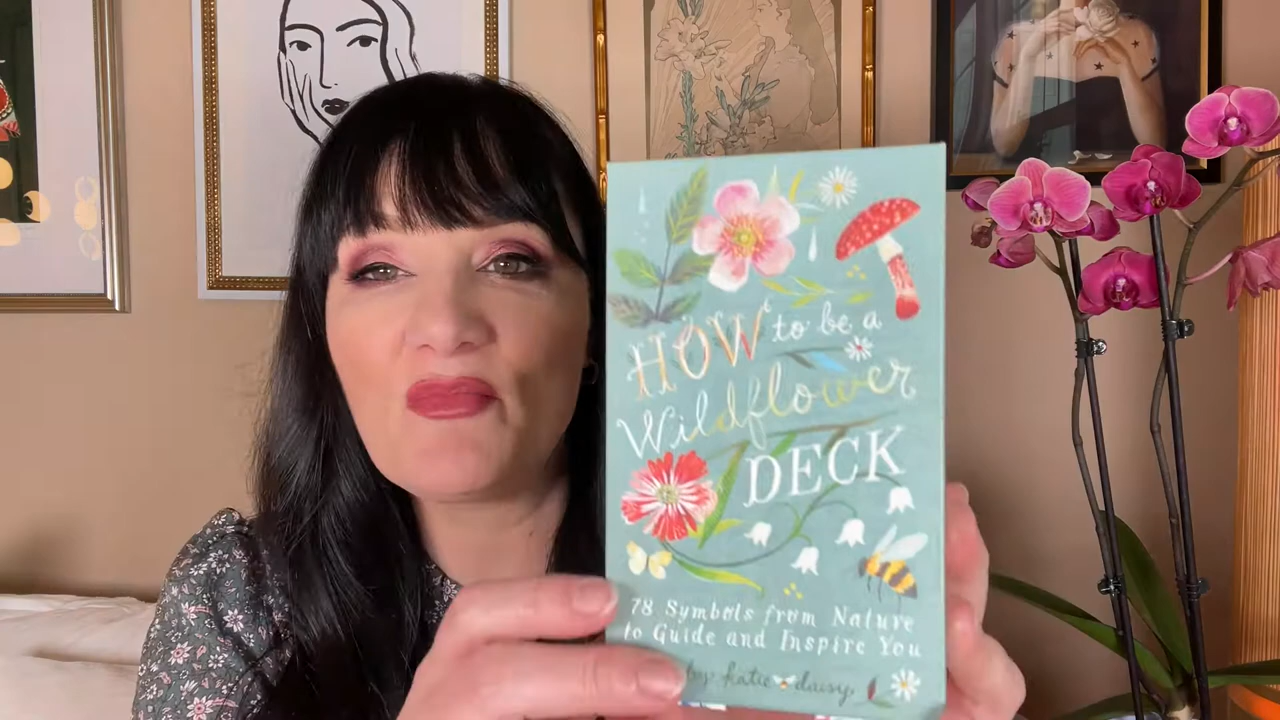 HOW to be a
Wildflower
DECK
78 Symbols from Nature
to Guide and Inspire You
by: katie daisy